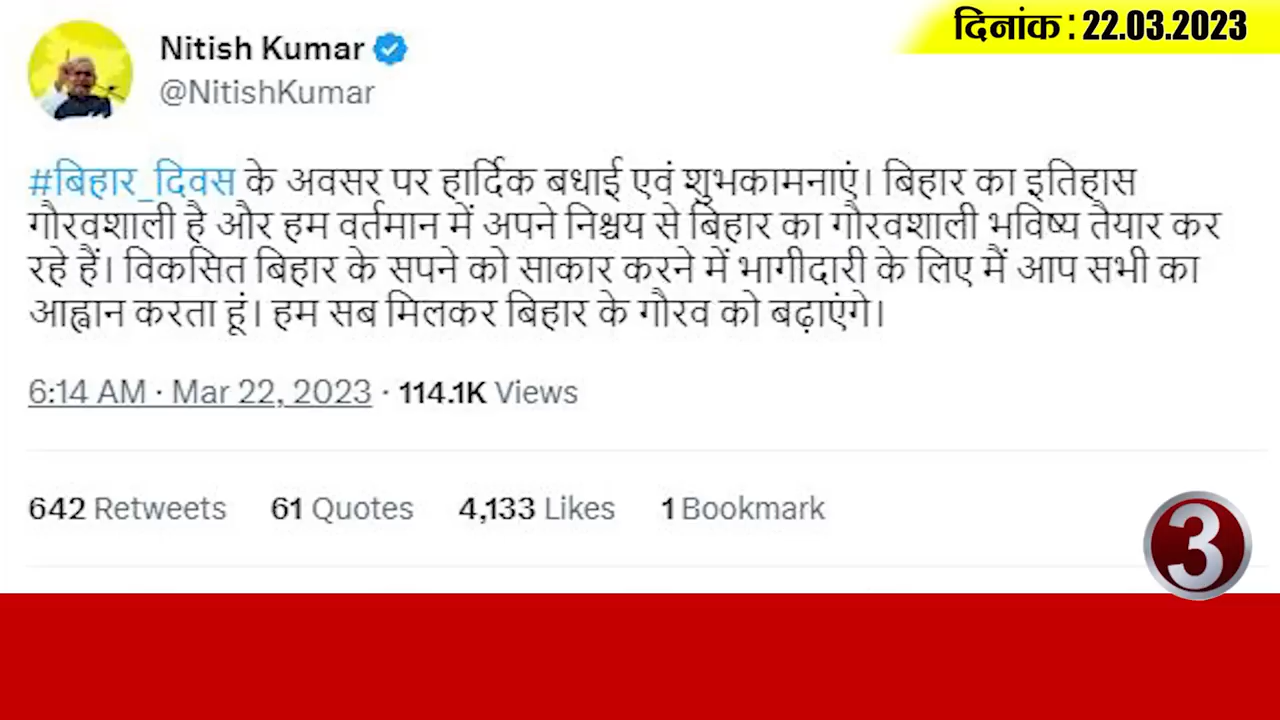 दिनांक : 22.03.2023
Nitish Kumar
@NitishKumar
#बिहार_दिवस के अवसर पर हार्दिक बधाई एवं शुभकामनाएं। बिहार का इतिहास
गौरवशाली है और हम वर्तमान में अपने निश्चय से बिहार का गौरवशाली भविष्य तैयार कर
रहे हैं। विकसित बिहार के सपने को साकार करने में भागीदारी के लिए मैं आप सभी का
आह्वान करता हूं। हम सब मिलकर बिहार के गौरव को बढ़ाएंगे।
6:14 AM · Mar 22, 2023 · 114.1K Views
642 Retweets 61 Quotes 4,133 Likes 1 Bookmark
3